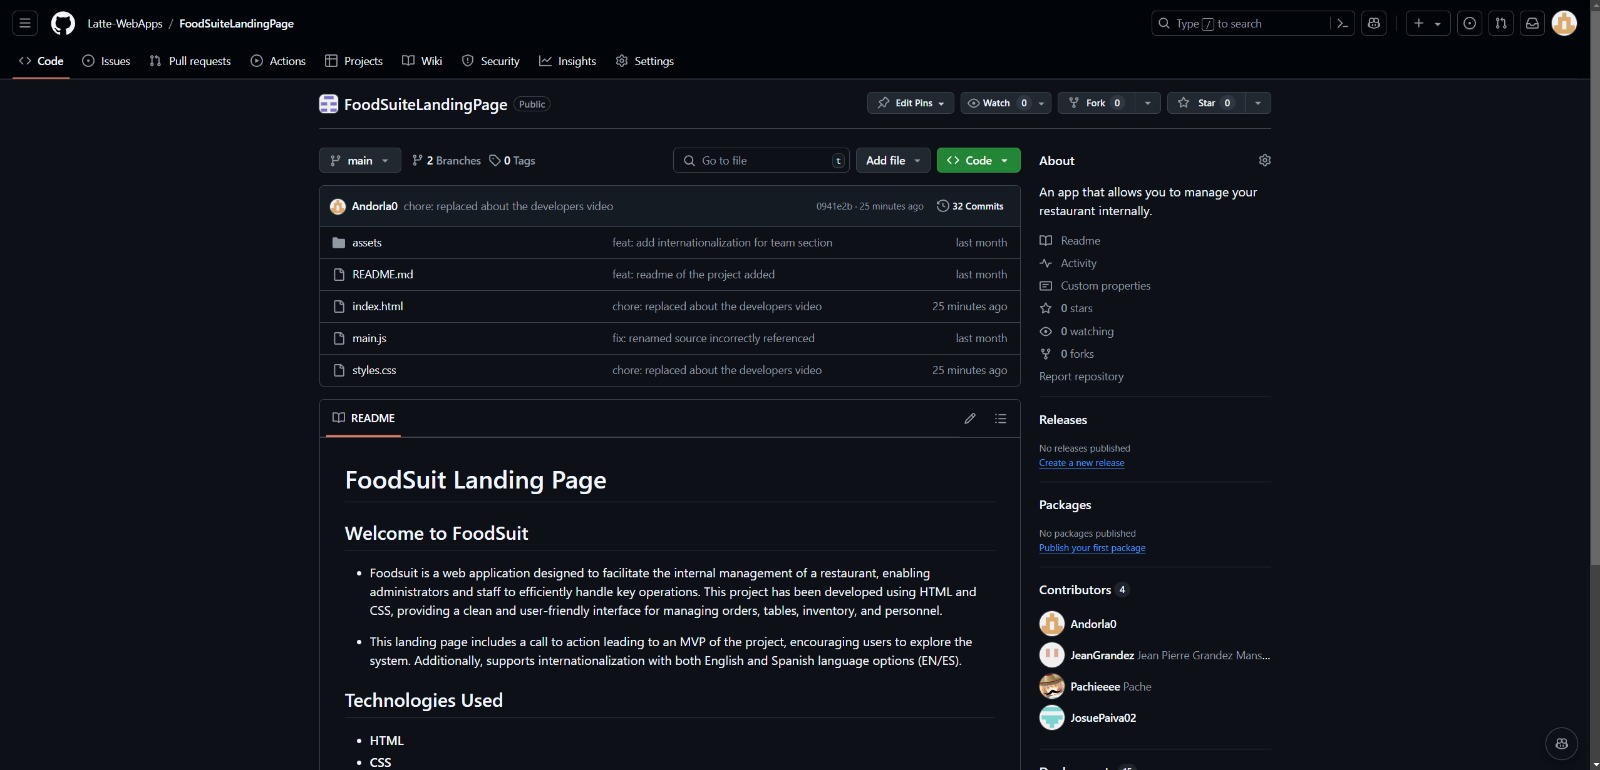 Latte-WebApps / FoodSuiteLandingPage
Type / to search
Code Issues Pull requests Actions Projects Wiki Security Insights Settings
FoodSuiteLandingPage Public
Edit Pins Watch 0 Fork 0 Star 0
main 2 Branches 0 Tags Go to file t Add file Code
Andorla0 chore: replaced about the developers video 0941e2b · 25 minutes ago 32 Commits
assets feat: add internationalization for team section last month
README.md feat: readme of the project added last month
index.html chore: replaced about the developers video 25 minutes ago
main.js fix: renamed source incorrectly referenced last month
styles.css chore: replaced about the developers video 25 minutes ago
README
FoodSuit Landing Page
Welcome to FoodSuit
• Foodsuit is a web application designed to facilitate the internal management of a restaurant, enabling
administrators and staff to efficiently handle key operations. This project has been developed using HTML and
CSS, providing a clean and user-friendly interface for managing orders, tables, inventory, and personnel.
• This landing page includes a call to action leading to an MVP of the project, encouraging users to explore the
system. Additionally, supports internationalization with both English and Spanish language options (EN/ES).
Technologies Used
• HTML
• CSS
About
An app that allows you to manage your
restaurant internally.
Readme
Activity
Custom properties
0 stars
0 watching
0 forks
Report repository
Releases
No releases published
Create a new release
Packages
No packages published
Publish your first package
Contributors 4
Andorla0
JeanGrandez Jean Pierre Grandez Mans...
Pachieeee Pache
JosuePaiva02